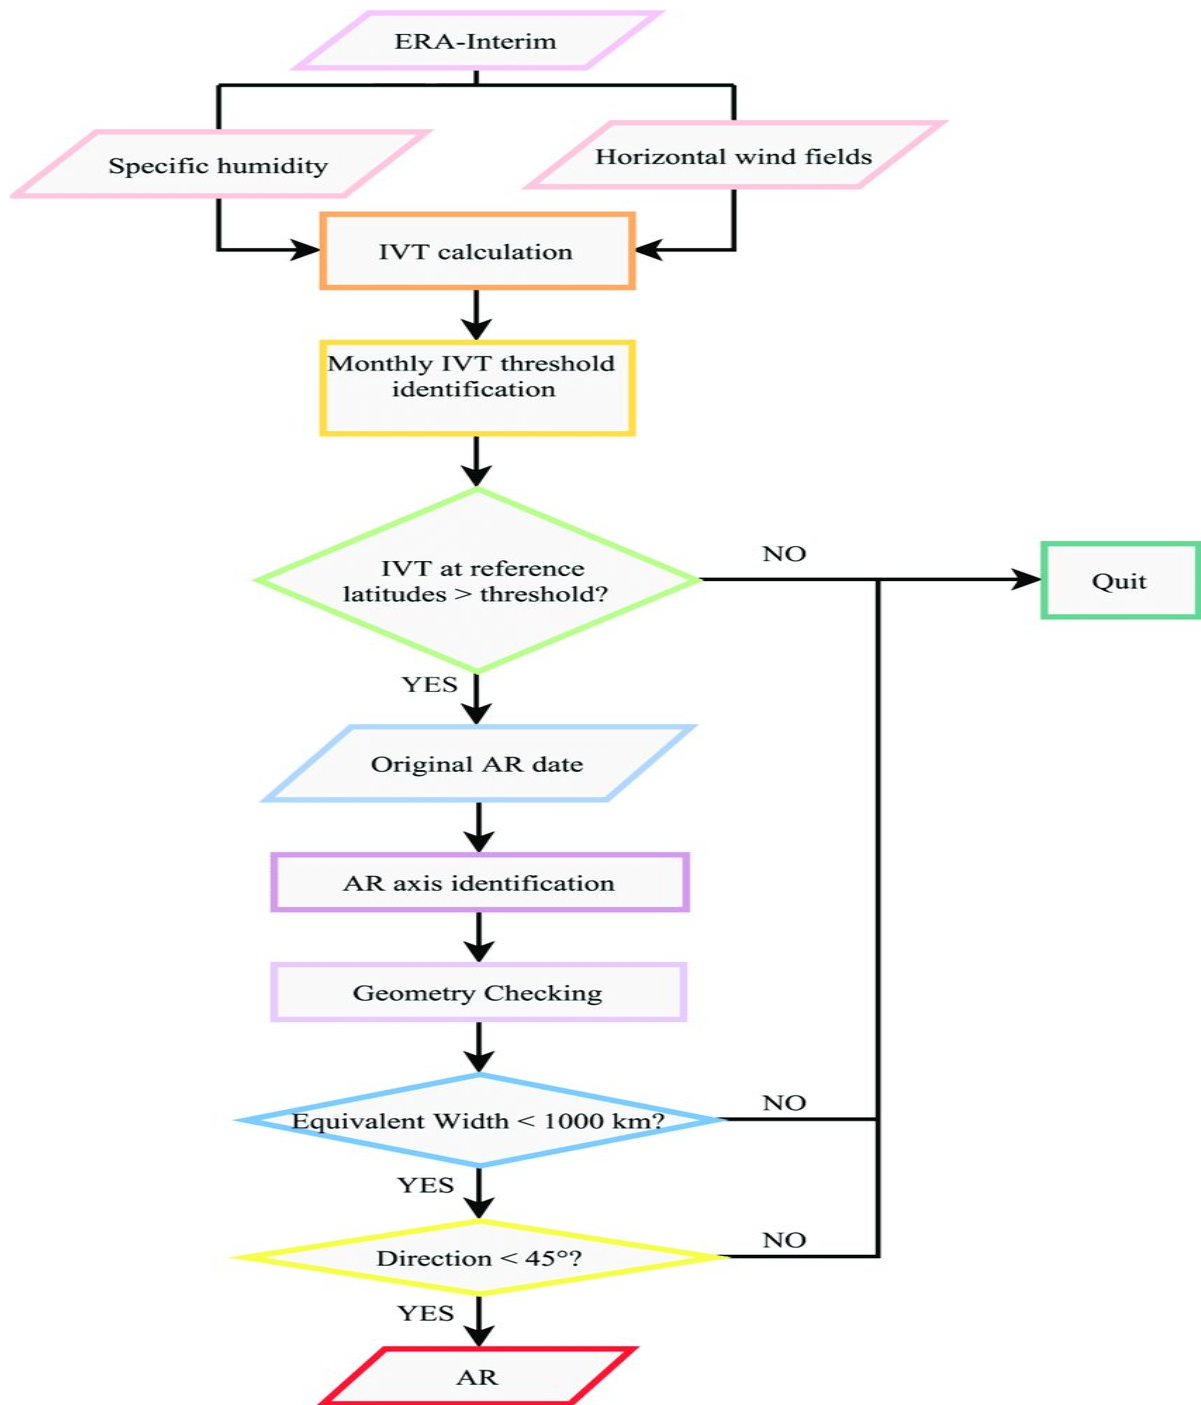 ERA-Interim
Specific humidity
Horizontal wind fields
IVT calculation
Monthly IVT threshold
identification
IVT at reference
latitudes > threshold?
NO
Quit
YES
Original AR date
AR axis identification
Geometry Checking
Equivalent Width < 1000 km?
NO
YES
Direction < 45°?
NO
YES
AR